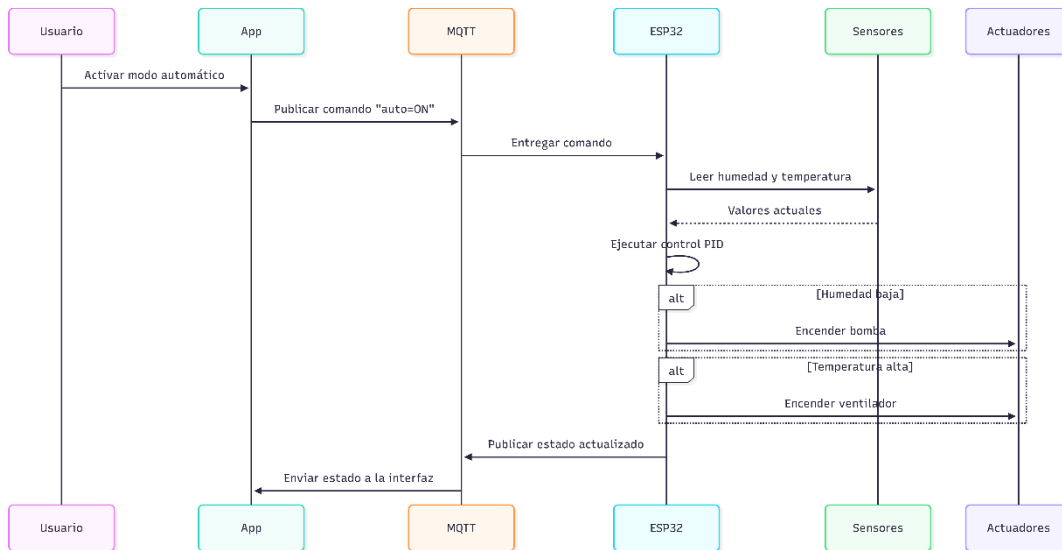 Usuario
App
MQTT
ESP32
Sensores
Actuadores
Activar modo automático
Publicar comando "auto=ON"
Entregar comando
Leer humedad y temperatura
Valores actuales
Ejecutar control PID
alt
[Humedad baja]
Encender bomba
alt
[Temperatura alta]
Encender ventilador
Publicar estado actualizado
Enviar estado a la interfaz
Usuario
App
MQTT
ESP32
Sensores
Actuadores